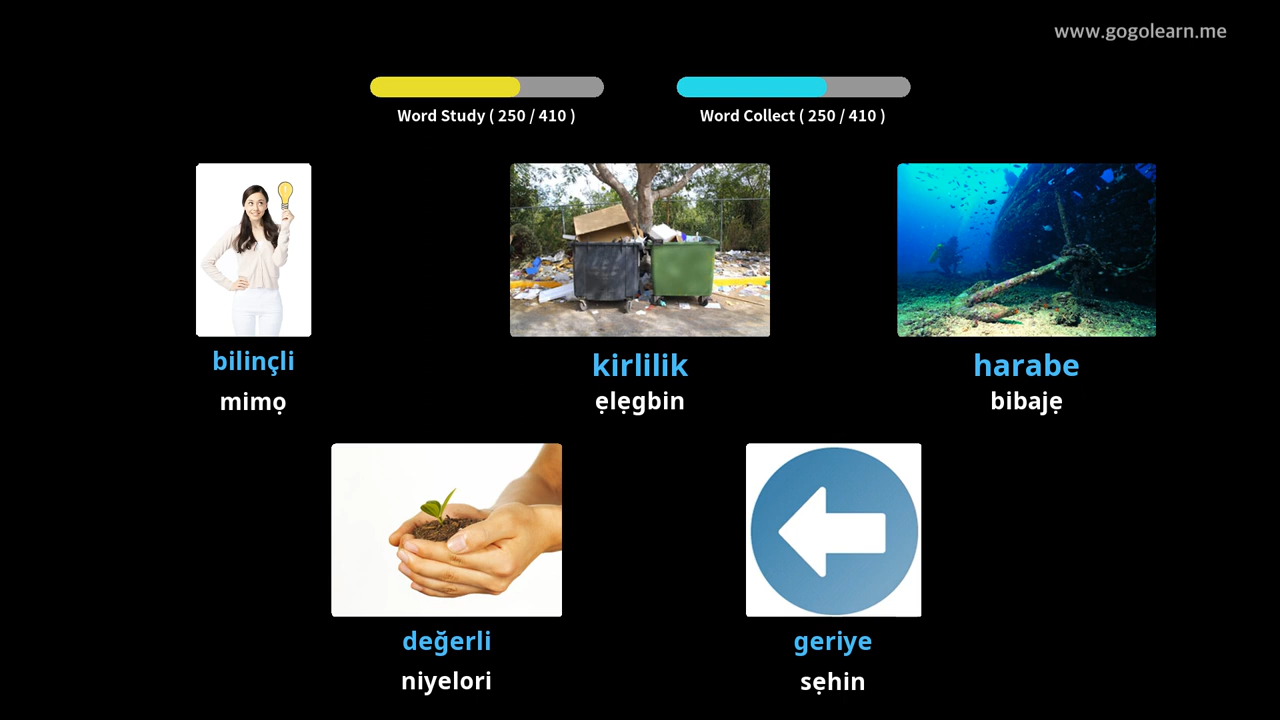 www.gogolearn.me
Word Study ( 250 / 410 )
Word Collect ( 250 / 410 )
bilinçli
mimọ
kirlilik
ẹlẹgbin
harabe
bibajẹ
değerli
niyelori
geriye
sẹhin